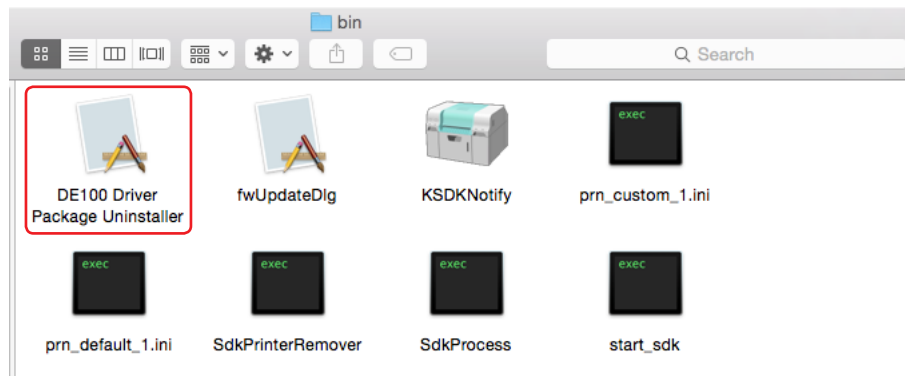 bin
Search
exec
DE100 Driver
Package Uninstaller
fwUpdateDlg
KSDKNotify
prn_custom_1.ini
exec
exec
exec
exec
prn_default_1.ini
SdkPrinterRemover
SdkProcess
start_sdk